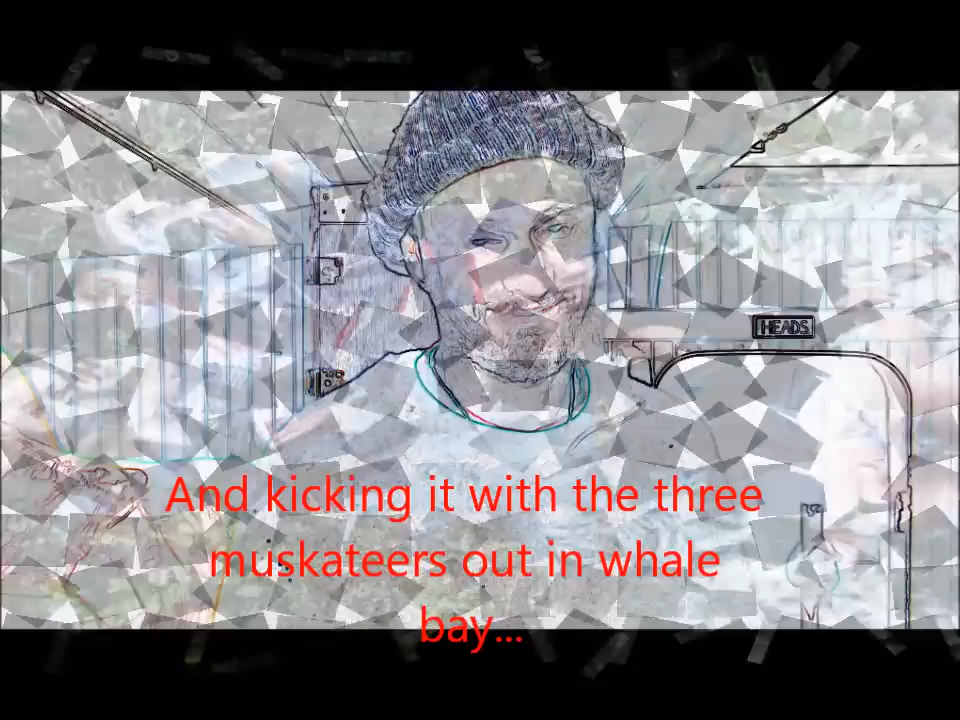 HEADS
And kicking it with the three
muskateers out in whale
bay...